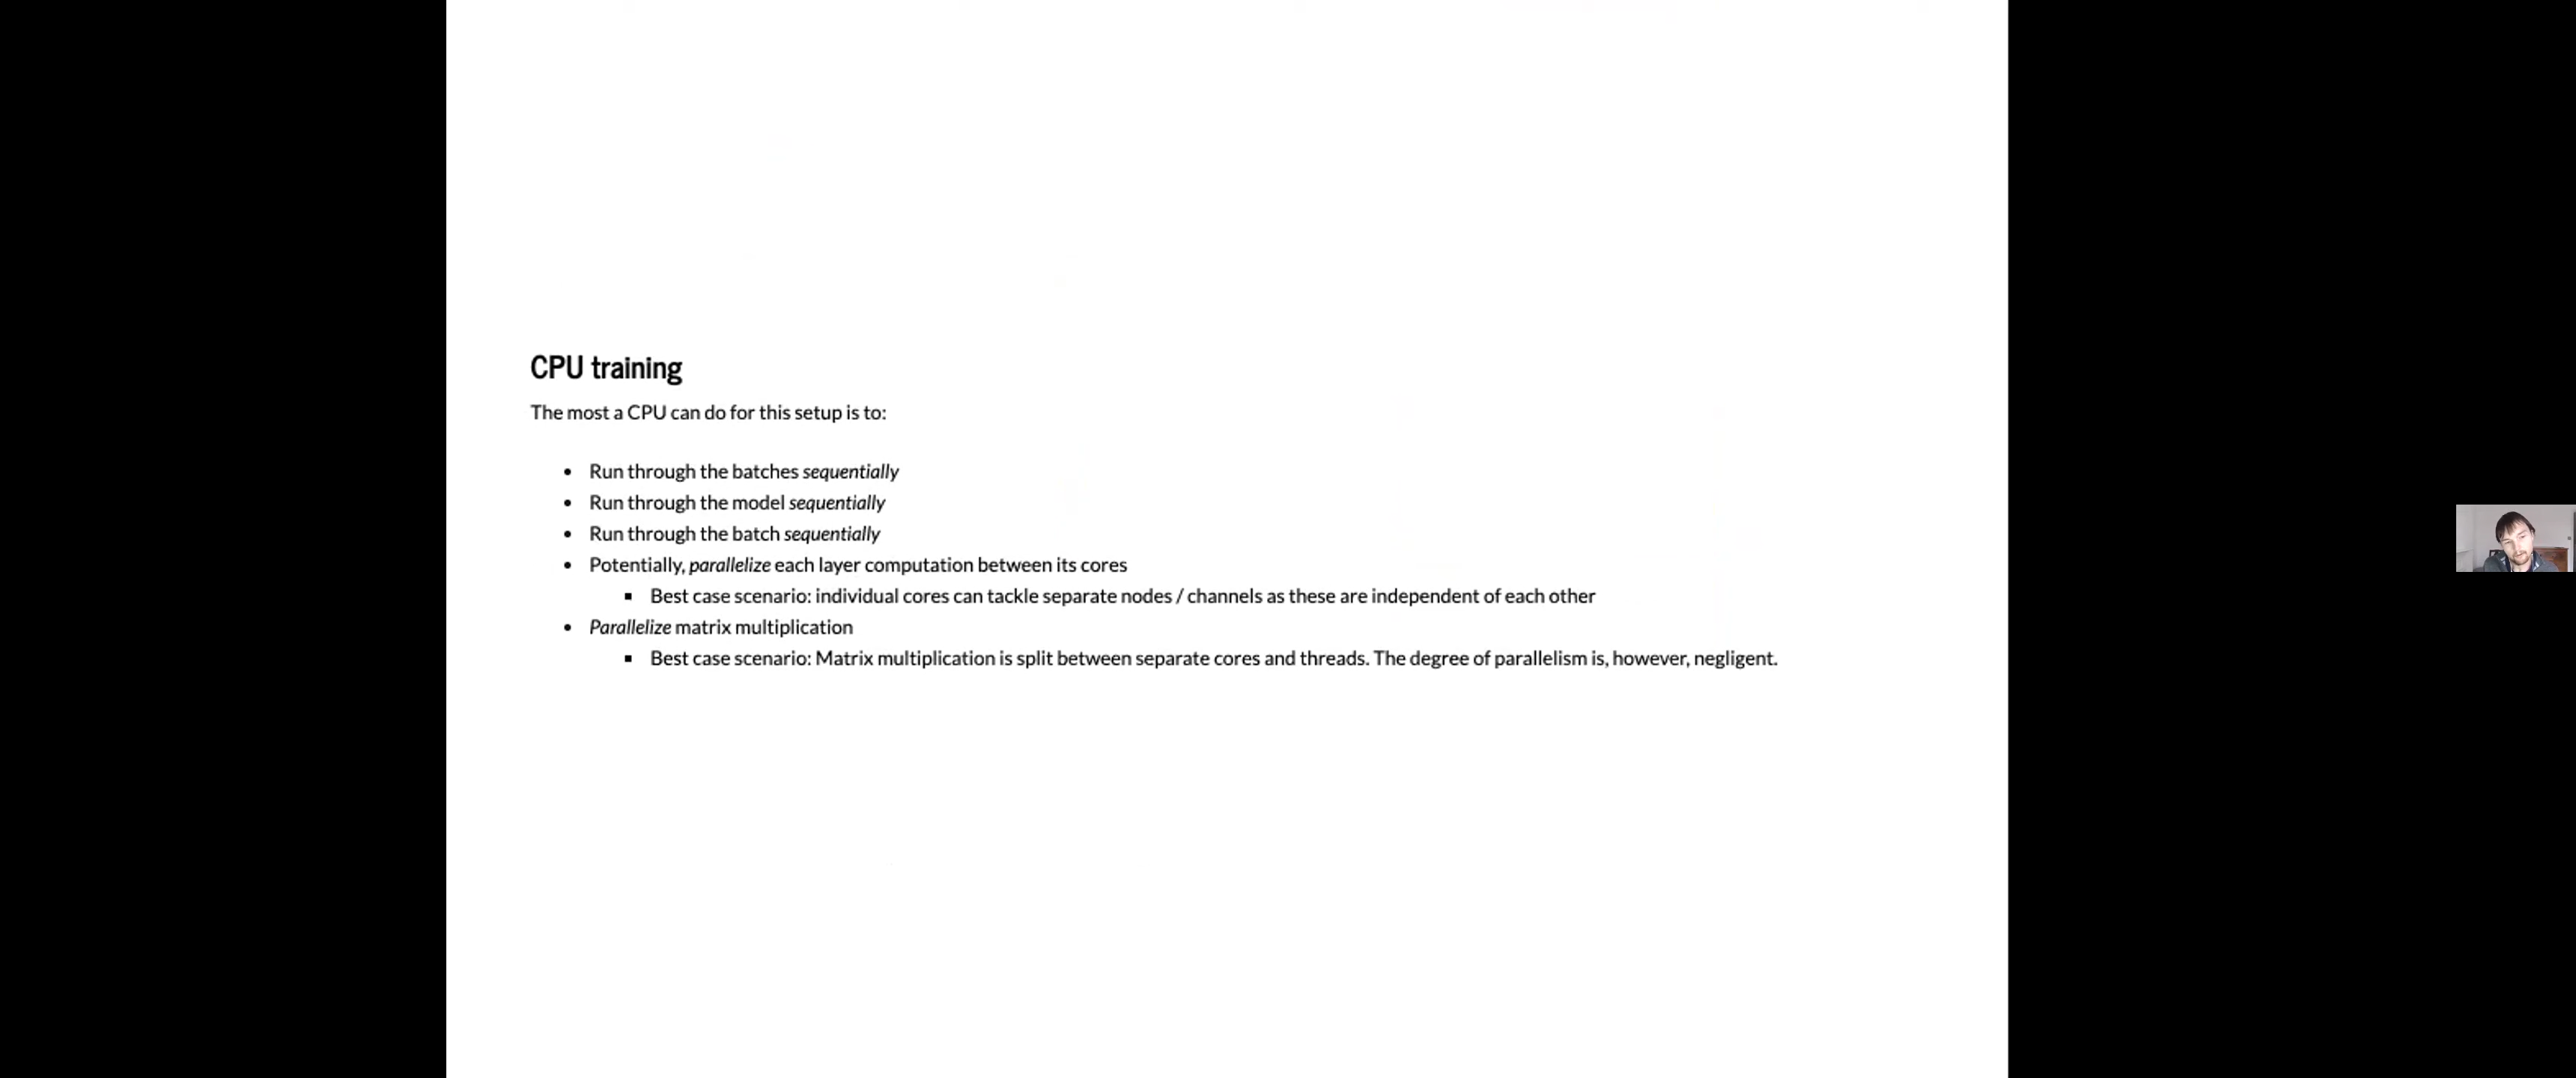 CPU training
The most a CPU can do for this setup is to:
• Run through the batches sequentially
• Run through the model sequentially
• Run through the batch sequentially
• Potentially, parallelize each layer computation between its cores
▪ Best case scenario: individual cores can tackle separate nodes / channels as these are independent of each other
• Parallelize matrix multiplication
▪ Best case scenario: Matrix multiplication is split between separate cores and threads. The degree of parallelism is, however, negligent.